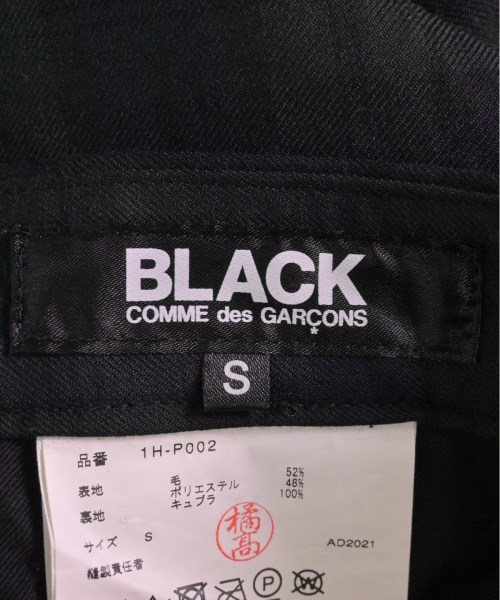 BLACK
COMME des GARÇONS
*
S
品番 1H-P002
表地 毛 52%
ポリエステル 48%
裏地 キュプラ 100%
サイズ S
橘髙
AD2021
縫製責任者
P W